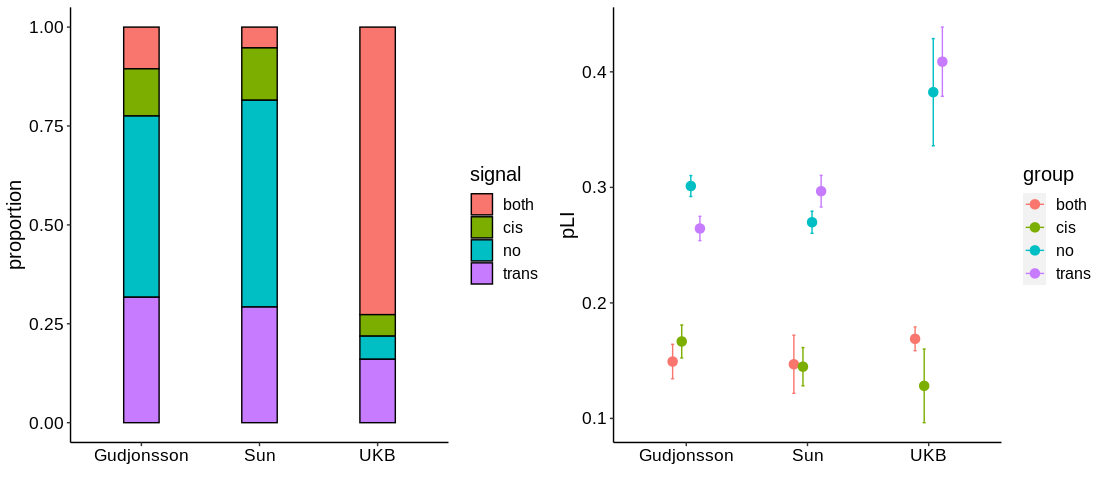 proportion
1.00
0.75
0.50
0.25
0.00
Gudjonsson
Sun
UKB
signal
both
cis
no
trans
pLI
0.4
0.3
0.2
0.1
Gudjonsson
Sun
UKB
group
both
cis
no
trans